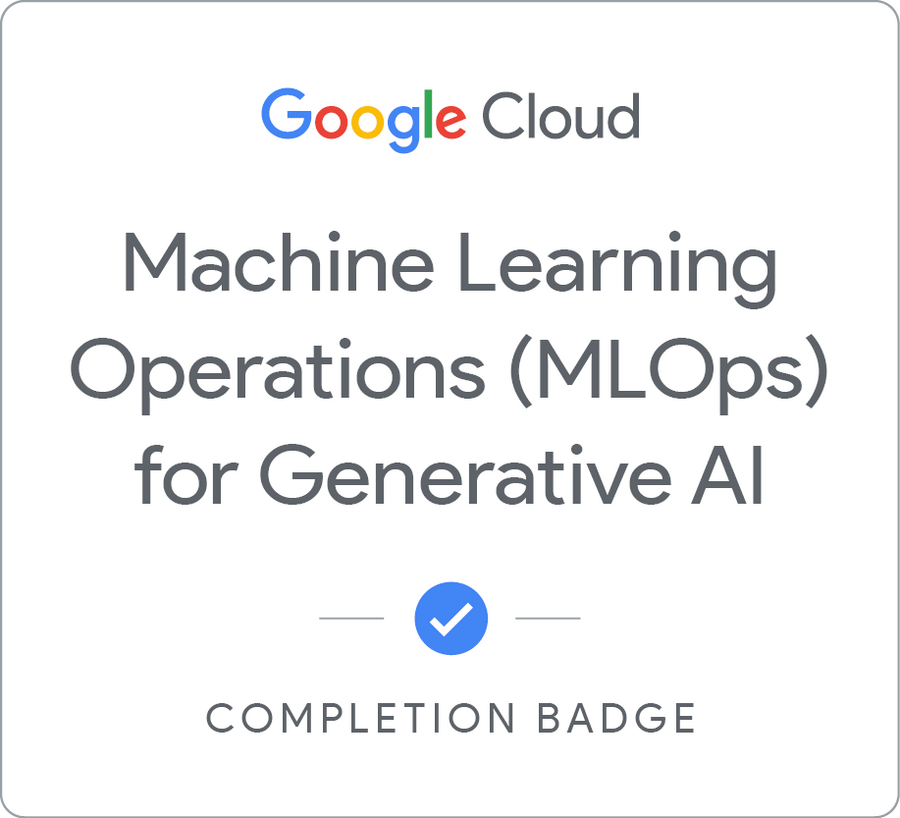 Google Cloud
Machine Learning
Operations (MLOps)
for Generative AI
COMPLETION BADGE